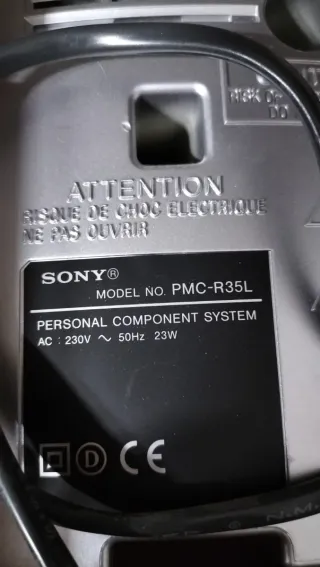 ATTENTION
RISQUE DE CHOC ELECTRIQUE
NE PAS OUVRIR
SONY®
MODEL NO. PMC-R35L
PERSONAL COMPONENT SYSTEM
AC : 230V ~ 50Hz 23W
D
CE